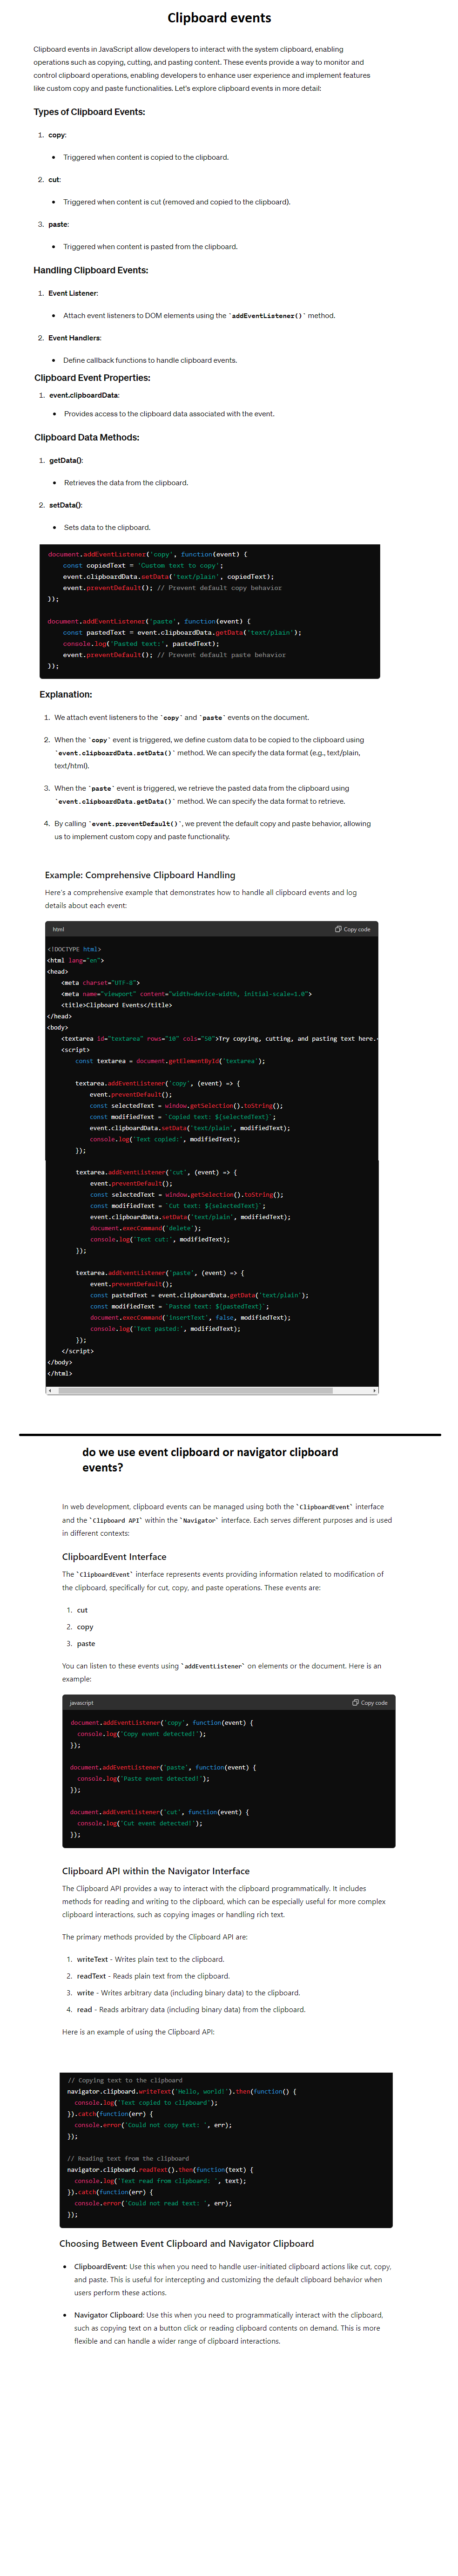 Clipboard events
Clipboard events in JavaScript allow developers to interact with the system clipboard, enabling
operations such as copying, cutting, and pasting content. These events provide a way to monitor and
control clipboard operations, enabling developers to enhance user experience and implement features
like custom copy and paste functionalities. Let's explore clipboard events in more detail:
Types of Clipboard Events:
1. copy:
• Triggered when content is copied to the clipboard.
2. cut:
• Triggered when content is cut (removed and copied to the clipboard).
3. paste:
• Triggered when content is pasted from the clipboard.
Handling Clipboard Events:
1. Event Listener:
• Attach event listeners to DOM elements using the `addEventListener()` method.
2. Event Handlers:
• Define callback functions to handle clipboard events.
Clipboard Event Properties:
1. event.clipboardData:
• Provides access to the clipboard data associated with the event.
Clipboard Data Methods:
1. getData():
• Retrieves the data from the clipboard.
2. setData():
• Sets data to the clipboard.
document.addEventListener('copy', function(event) {
const copiedText = 'Custom text to copy';
event.clipboardData.setData('text/plain', copiedText);
event.preventDefault(); // Prevent default copy behavior
});
document.addEventListener('paste', function(event) {
const pastedText = event.clipboardData.getData('text/plain');
console.log('Pasted text:', pastedText);
event.preventDefault(); // Prevent default paste behavior
});
Explanation:
1. We attach event listeners to the `copy` and `paste` events on the document.
2. When the `copy` event is triggered, we define custom data to be copied to the clipboard using
`event.clipboardData.setData()` method. We can specify the data format (e.g., text/plain,
text/html).
3. When the `paste` event is triggered, we retrieve the pasted data from the clipboard using
`event.clipboardData.getData()` method. We can specify the data format to retrieve.
4. By calling `event.preventDefault()`, we prevent the default copy and paste behavior, allowing
us to implement custom copy and paste functionality.
Example: Comprehensive Clipboard Handling
Here's a comprehensive example that demonstrates how to handle all clipboard events and log
details about each event:
html Copy code
<!DOCTYPE html>
<html lang="en">
<head>
<meta charset="UTF-8">
<meta name="viewport" content="width=device-width, initial-scale=1.0">
<title>Clipboard Events</title>
</head>
<body>
<textarea id="textarea" rows="10" cols="50">Try copying, cutting, and pasting text here.<
<script>
const textarea = document.getElementById('textarea');
textarea.addEventListener('copy', (event) => {
event.preventDefault();
const selectedText = window.getSelection().toString();
const modifiedText = `Copied text: ${selectedText}`;
event.clipboardData.setData('text/plain', modifiedText);
console.log('Text copied:', modifiedText);
});
textarea.addEventListener('cut', (event) => {
event.preventDefault();
const selectedText = window.getSelection().toString();
const modifiedText = `Cut text: ${selectedText}`;
event.clipboardData.setData('text/plain', modifiedText);
document.execCommand('delete');
console.log('Text cut:', modifiedText);
});
textarea.addEventListener('paste', (event) => {
event.preventDefault();
const pastedText = event.clipboardData.getData('text/plain');
const modifiedText = `Pasted text: ${pastedText}`;
document.execCommand('insertText', false, modifiedText);
console.log('Text pasted:', modifiedText);
});
</script>
</body>
</html>
do we use event clipboard or navigator clipboard
events?
In web development, clipboard events can be managed using both the `ClipboardEvent` interface
and the `Clipboard API` within the `Navigator` interface. Each serves different purposes and is used
in different contexts:
ClipboardEvent Interface
The `ClipboardEvent` interface represents events providing information related to modification of
the clipboard, specifically for cut, copy, and paste operations. These events are:
1. cut
2. copy
3. paste
You can listen to these events using `addEventListener` on elements or the document. Here is an
example:
javascript Copy code
document.addEventListener('copy', function(event) {
console.log('Copy event detected!');
});
document.addEventListener('paste', function(event) {
console.log('Paste event detected!');
});
document.addEventListener('cut', function(event) {
console.log('Cut event detected!');
});
Clipboard API within the Navigator Interface
The Clipboard API provides a way to interact with the clipboard programmatically. It includes
methods for reading and writing to the clipboard, which can be especially useful for more complex
clipboard interactions, such as copying images or handling rich text.
The primary methods provided by the Clipboard API are:
1. writeText - Writes plain text to the clipboard.
2. readText - Reads plain text from the clipboard.
3. write - Writes arbitrary data (including binary data) to the clipboard.
4. read - Reads arbitrary data (including binary data) from the clipboard.
Here is an example of using the Clipboard API:
// Copying text to the clipboard
navigator.clipboard.writeText('Hello, world!').then(function() {
console.log('Text copied to clipboard');
}).catch(function(err) {
console.error('Could not copy text: ', err);
});
// Reading text from the clipboard
navigator.clipboard.readText().then(function(text) {
console.log('Text read from clipboard: ', text);
}).catch(function(err) {
console.error('Could not read text: ', err);
});
Choosing Between Event Clipboard and Navigator Clipboard
• ClipboardEvent: Use this when you need to handle user-initiated clipboard actions like cut, copy,
and paste. This is useful for intercepting and customizing the default clipboard behavior when
users perform these actions.
• Navigator Clipboard: Use this when you need to programmatically interact with the clipboard,
such as copying text on a button click or reading clipboard contents on demand. This is more
flexible and can handle a wider range of clipboard interactions.